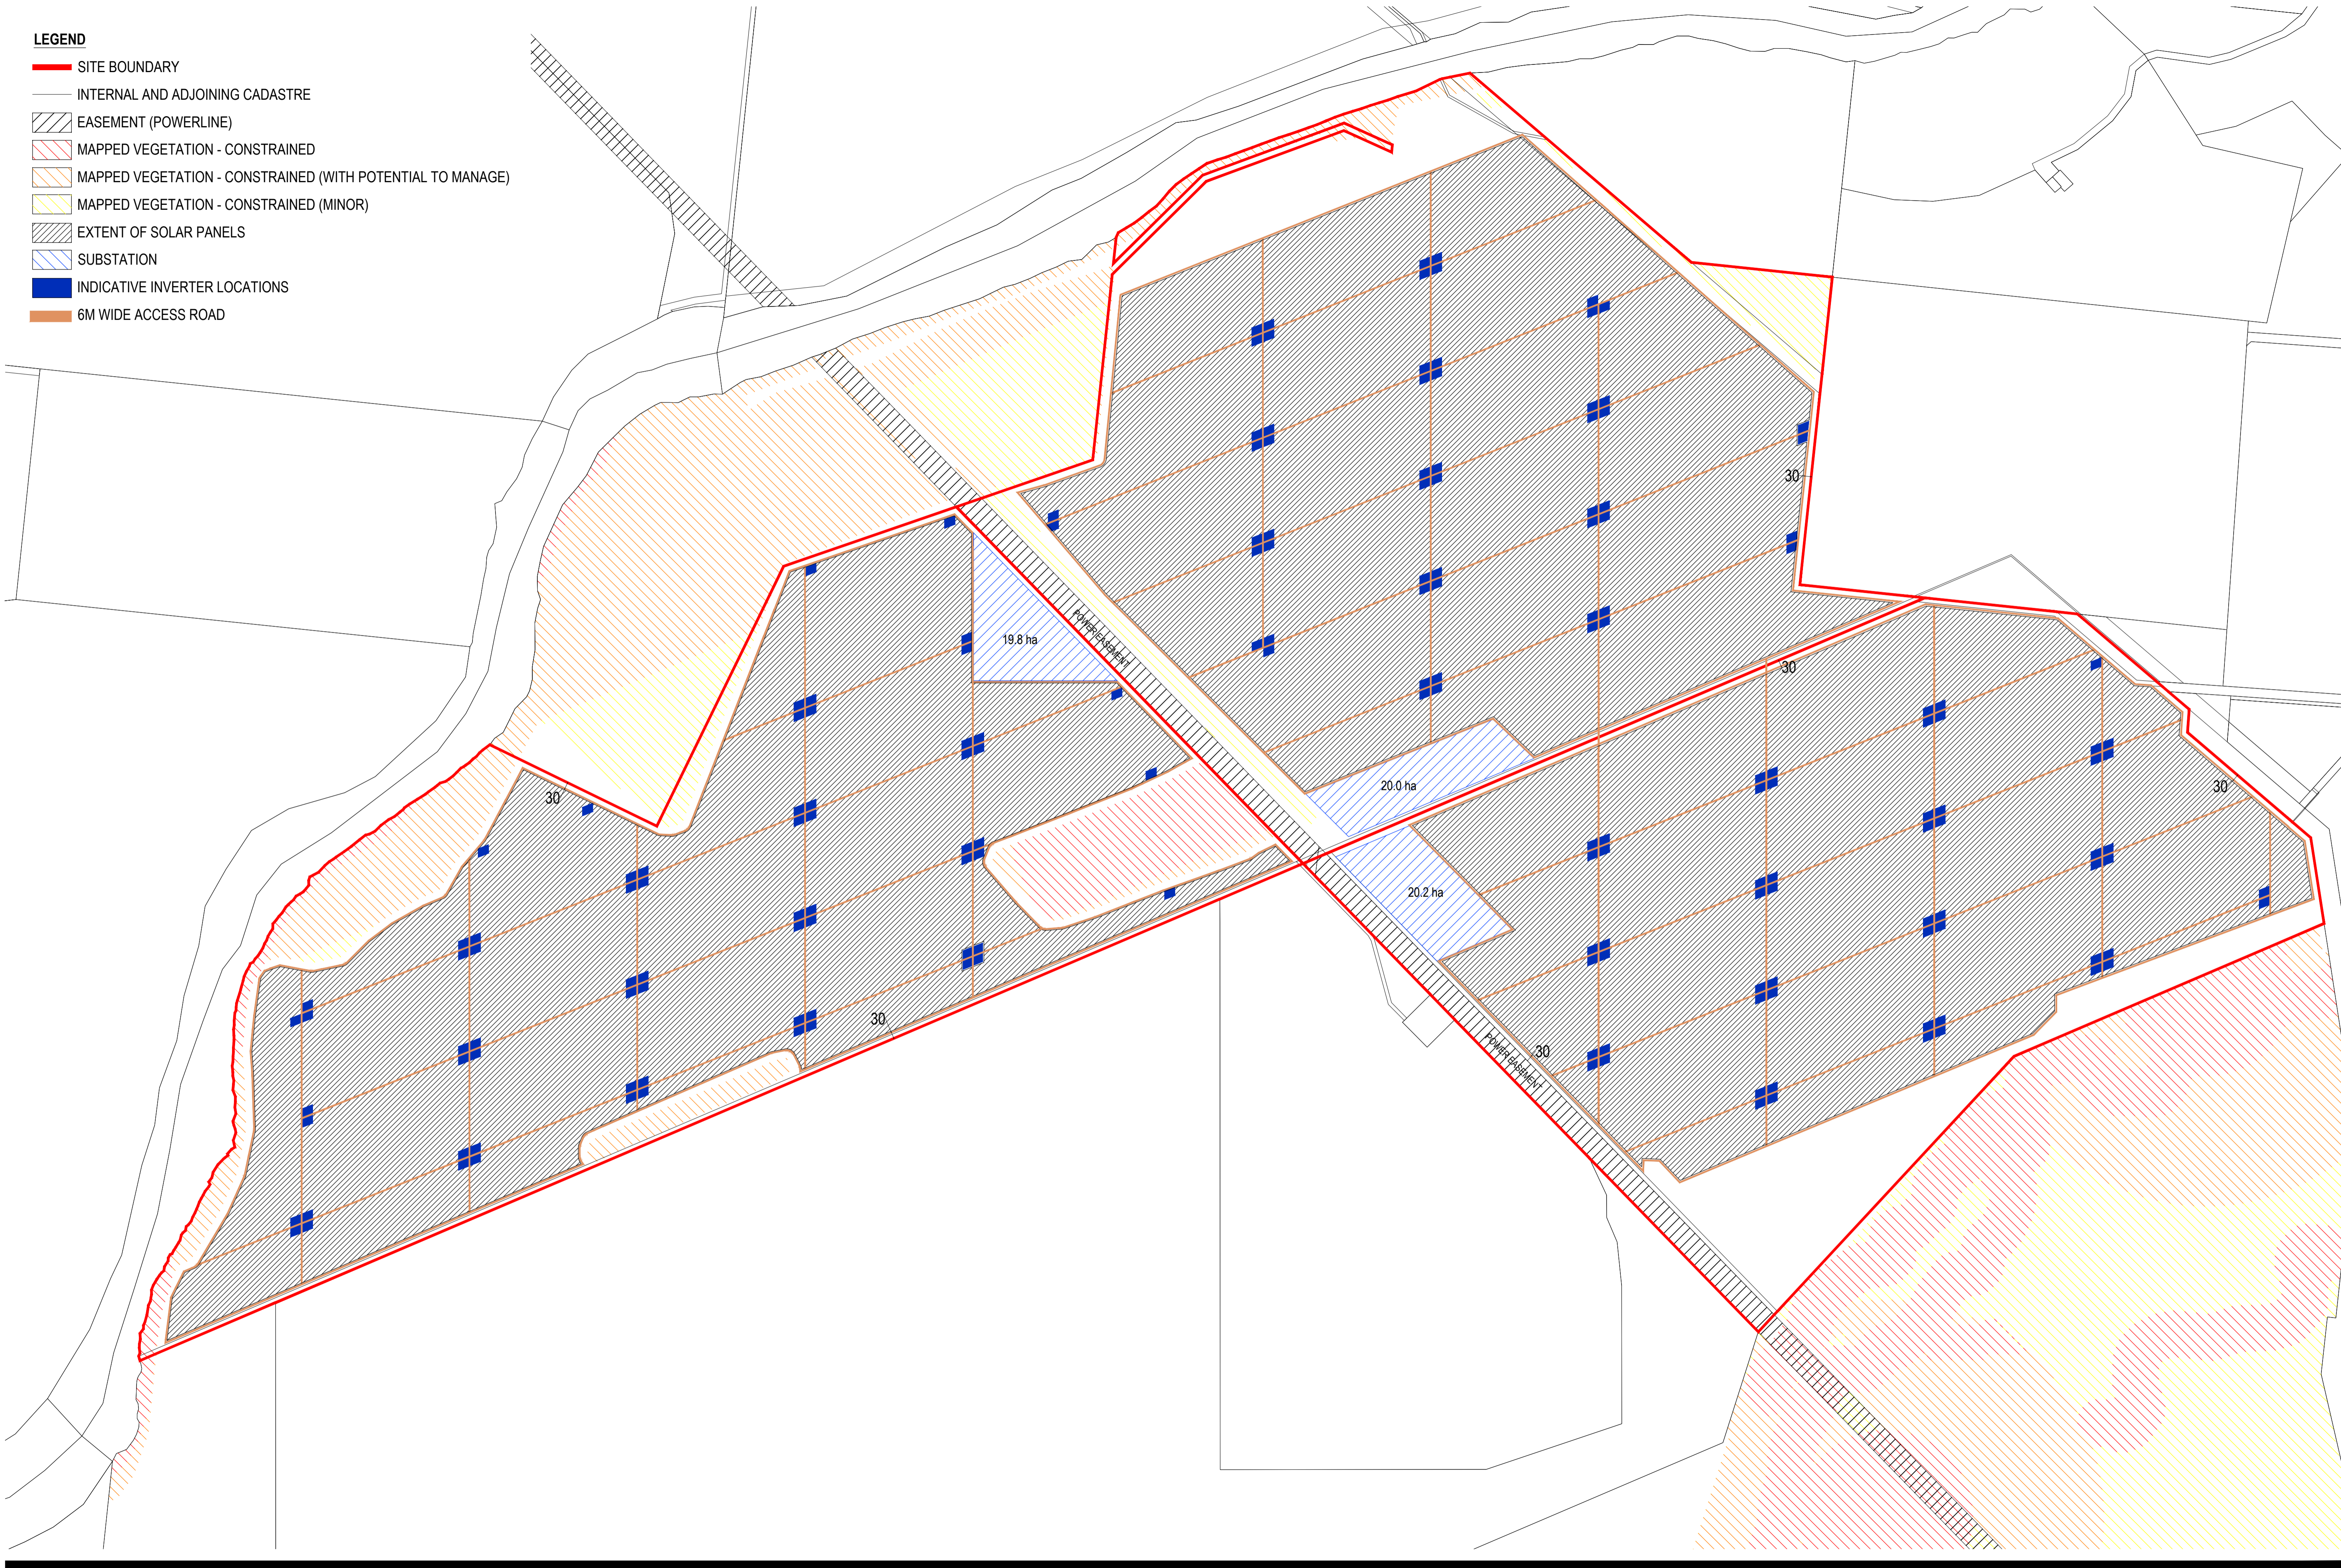 LEGEND
SITE BOUNDARY
INTERNAL AND ADJOINING CADASTRE
EASEMENT (POWERLINE)
MAPPED VEGETATION - CONSTRAINED
MAPPED VEGETATION - CONSTRAINED (WITH POTENTIAL TO MANAGE)
MAPPED VEGETATION - CONSTRAINED (MINOR)
EXTENT OF SOLAR PANELS
SUBSTATION
INDICATIVE INVERTER LOCATIONS
6M WIDE ACCESS ROAD
30
19.8 ha
POWER EASEMENT
30
30
20.0 ha
30
30
20.2 ha
30
30
POWER EASEMENT